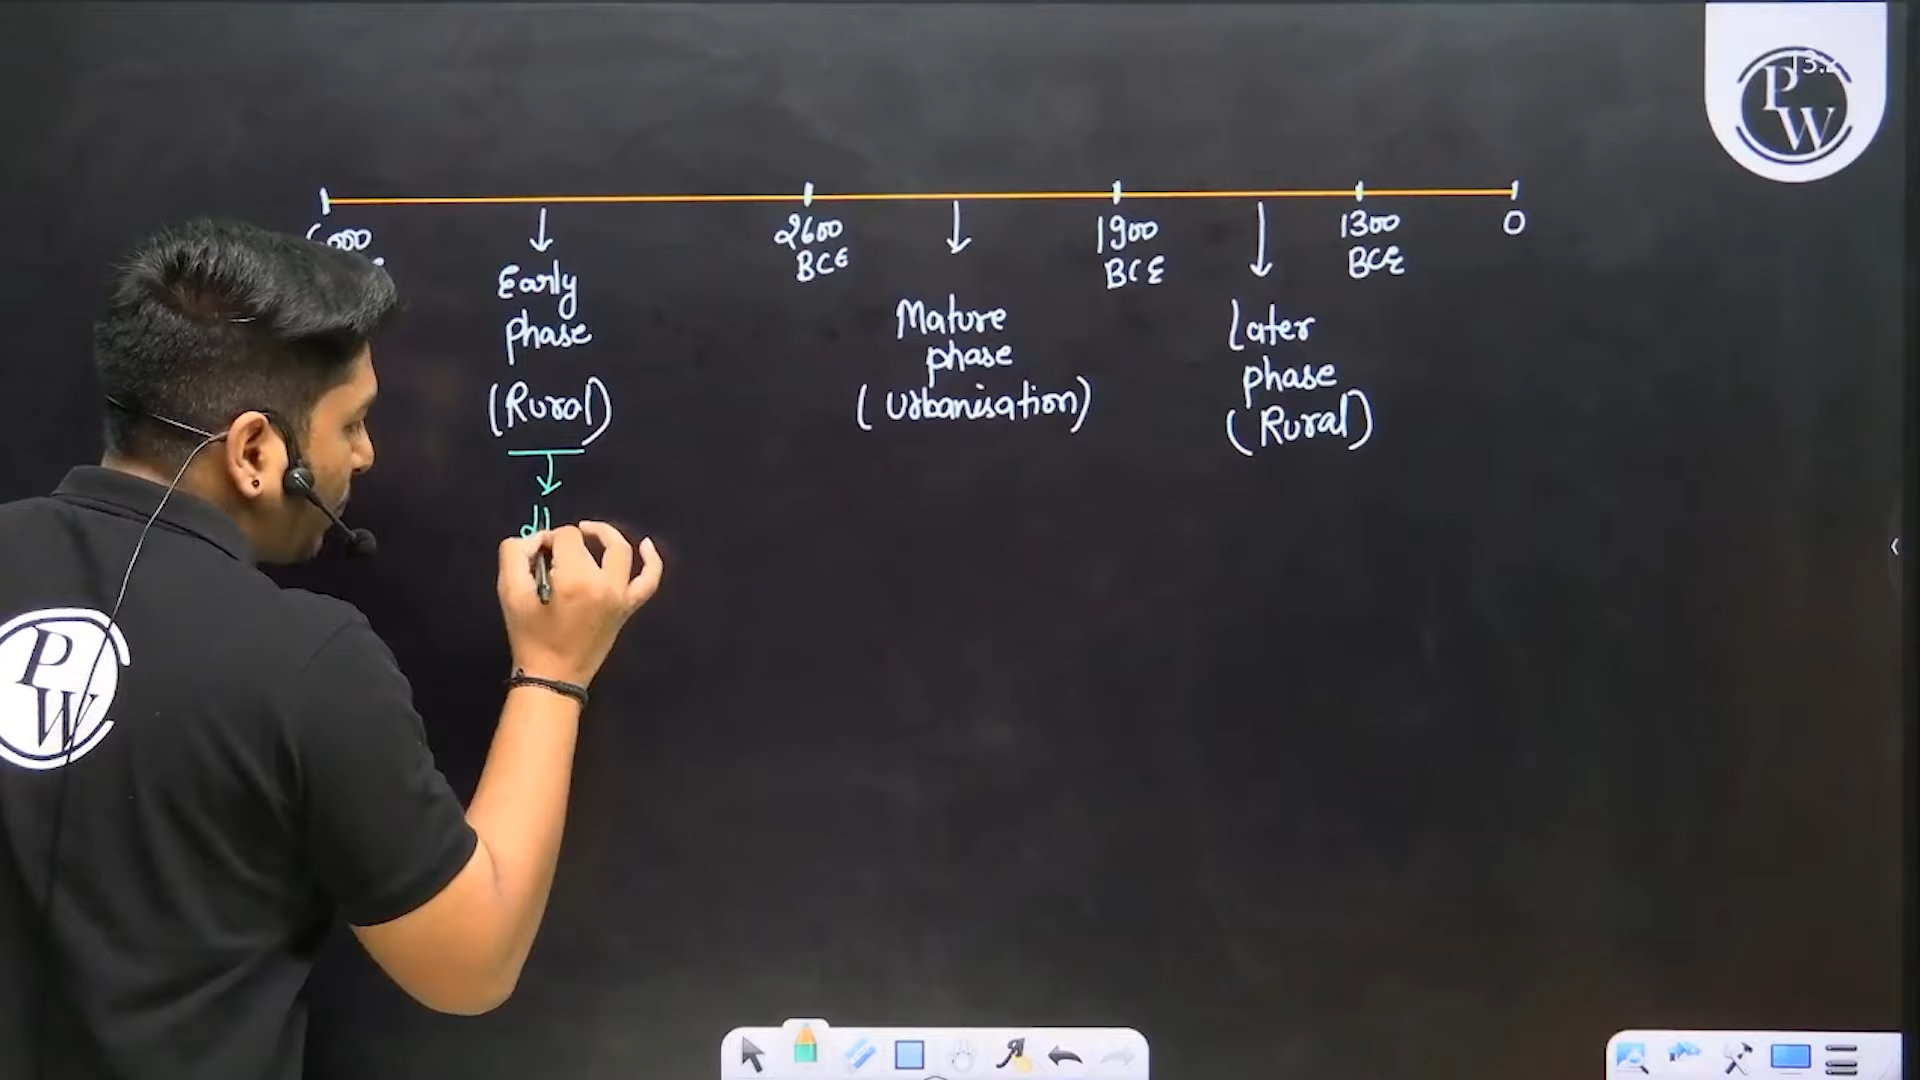 P
W
2600
BCE
1900
BCE
1300
BCE
0
Early
phase
(Rural)
Mature
phase
(Urbanisation)
Later
phase
(Rural)
P
W